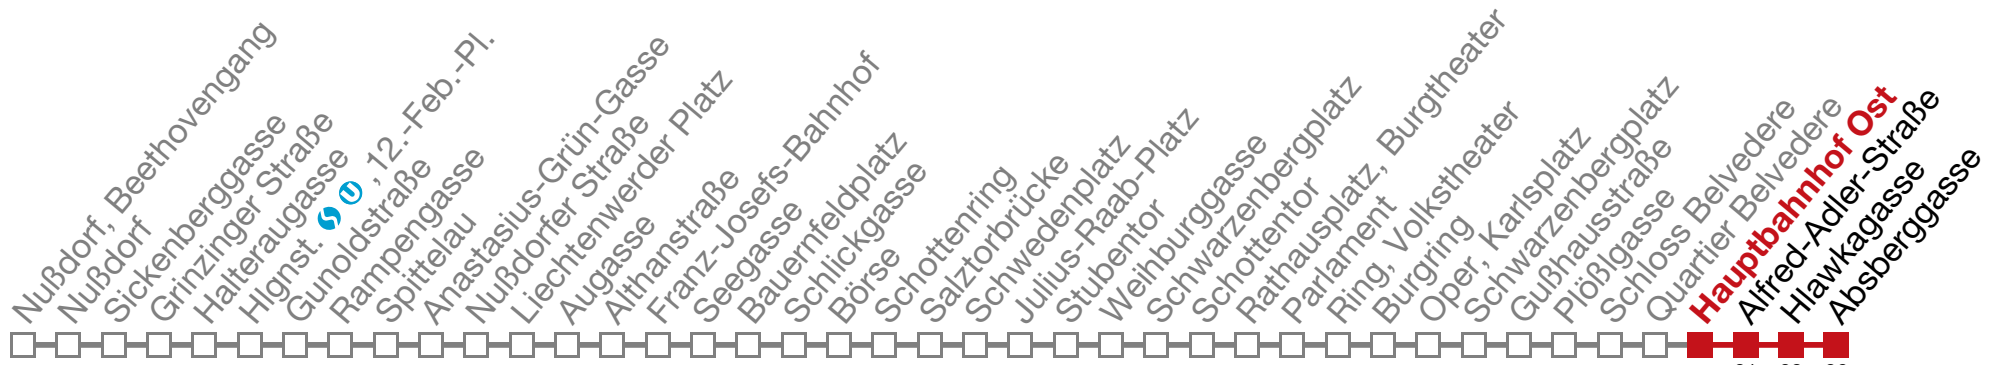 Nußdorf, Beethovengang
Nußdorf
Sickenberggasse
Grinzinger Straße
Halteraugasse
Hlgnst. S U ,12.-Feb.-Pl.
Gunoldstraße
Rampengasse
Spittelau
Anastasius-Grün-Gasse
Nußdorfer Straße
Liechtenwerder Platz
Augasse
Althanstraße
Franz-Josefs-Bahnhof
Seegasse
Bauernfeldplatz
Schlickgasse
Börse
Schottenring
Salztorbrücke
Schwedenplatz
Julius-Raab-Platz
Stubentor
Weihburggasse
Schwarzenbergplatz
Schottentor
Rathausplatz, Burgtheater
Parlament
Ring, Volkstheater
Burgring
Oper, Karlsplatz
Schwarzenbergplatz
Gußhausstraße
Plößlgasse
Schloss Belvedere
Quartier Belvedere
Hauptbahnhof Ost
Alfred-Adler-Straße
Hlawkagasse
Absberggasse